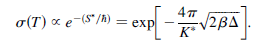 σ(T) ∝ e^{-(S*/ħ)} = exp[ - 4π/K* √(2βΔ) ].